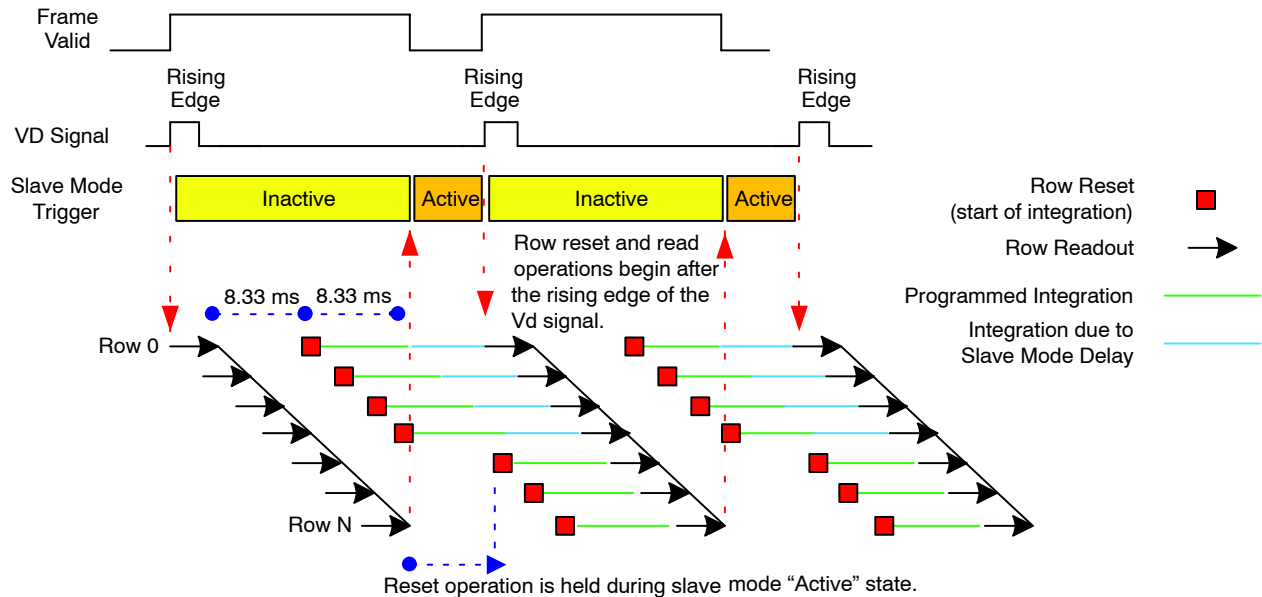 Frame
Valid
Rising
Edge
Rising
Edge
Rising
Edge
VD Signal
Slave Mode
Trigger
Inactive
Active
Inactive
Active
Row reset and read
operations begin after
the rising edge of the
Vd signal.
8.33 ms
8.33 ms
Row 0
Row N
Reset operation is held during slave mode “Active” state.
Row Reset
(start of integration)
Row Readout
Programmed Integration
Integration due to
Slave Mode Delay